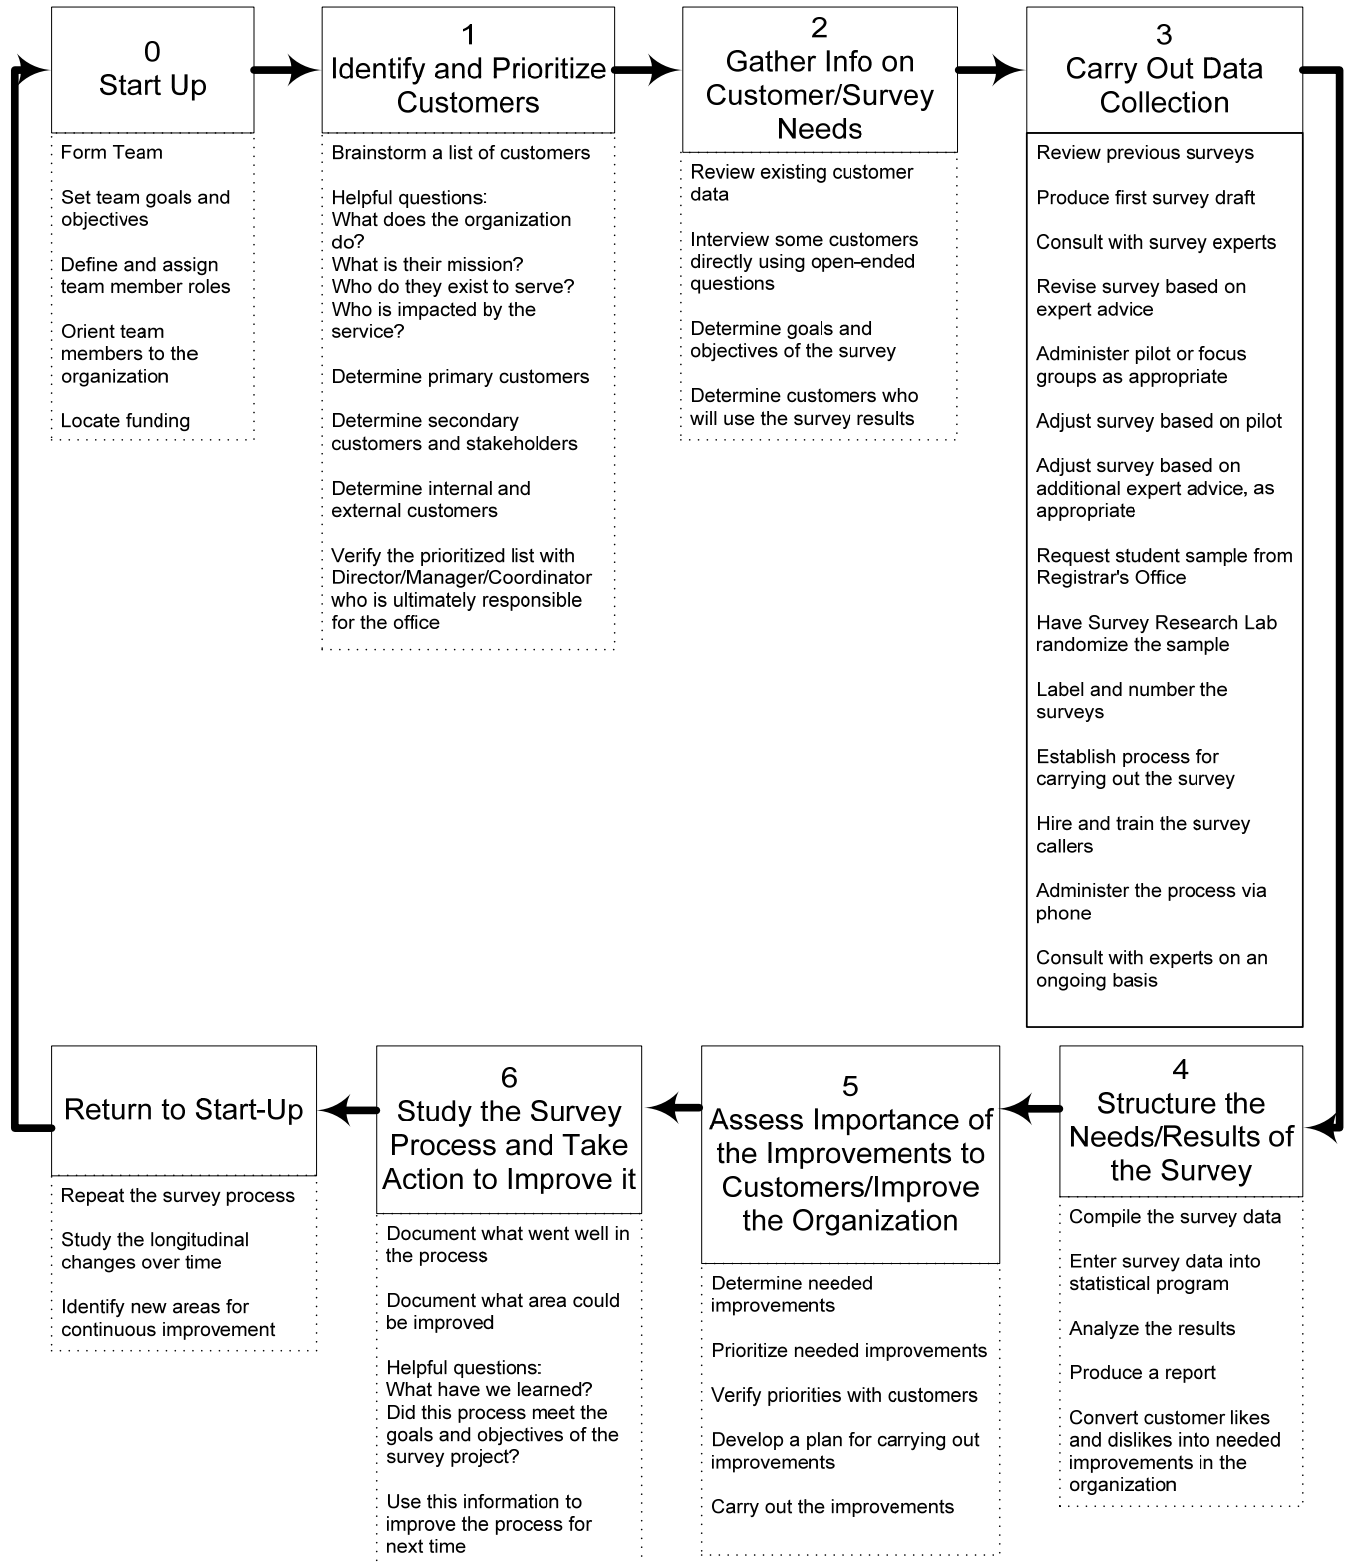 0
Start Up
Form Team
Set team goals and
objectives
Define and assign
team member roles
Orient team
members to the
organization
Locate funding
1
Identify and Prioritize
Customers
Brainstorm a list of customers
Helpful questions:
What does the organization
do?
What is their mission?
Who do they exist to serve?
Who is impacted by the
service?
Determine primary customers
Determine secondary
customers and stakeholders
Determine internal and
external customers
Verify the prioritized list with
Director/Manager/Coordinator
who is ultimately responsible
for the office
2
Gather Info on
Customer/Survey
Needs
Review existing customer
data
Interview some customers
directly using open-ended
questions
Determine goals and
objectives of the survey
Determine customers who
will use the survey results
3
Carry Out Data
Collection
Review previous surveys
Produce first survey draft
Consult with survey experts
Revise survey based on
expert advice
Administer pilot or focus
groups as appropriate
Adjust survey based on pilot
Adjust survey based on
additional expert advice, as
appropriate
Request student sample from
Registrar's Office
Have Survey Research Lab
randomize the sample
Label and number the
surveys
Establish process for
carrying out the survey
Hire and train the survey
callers
Administer the process via
phone
Consult with experts on an
ongoing basis
4
Structure the
Needs/Results of
the Survey
Compile the survey data
Enter survey data into
statistical program
Analyze the results
Produce a report
Convert customer likes
and dislikes into needed
improvements in the
organization
5
Assess Importance of
the Improvements to
Customers/Improve
the Organization
Determine needed
improvements
Prioritize needed improvements
Verify priorities with customers
Develop a plan for carrying out
improvements
Carry out the improvements
6
Study the Survey
Process and Take
Action to Improve it
Document what went well in
the process
Document what area could
be improved
Helpful questions:
What have we learned?
Did this process meet the
goals and objectives of the
survey project?
Use this information to
improve the process for
next time
Return to Start-Up
Repeat the survey process
Study the longitudinal
changes over time
Identify new areas for
continuous improvement